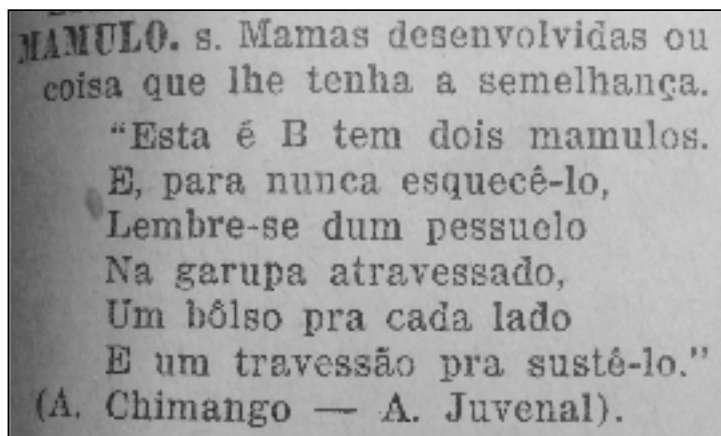 MAMULO. s. Mamas desenvolvidas ou
coisa que lhe tenha a semelhança.
"Esta é B tem dois mamulos.
E, para nunca esquecê-lo,
Lembre-se dum pessuelo
Na garupa atravessado,
Um bôlso pra cada lado
E um travessão pra sustê-lo."
(A. Chimango — A. Juvenal).